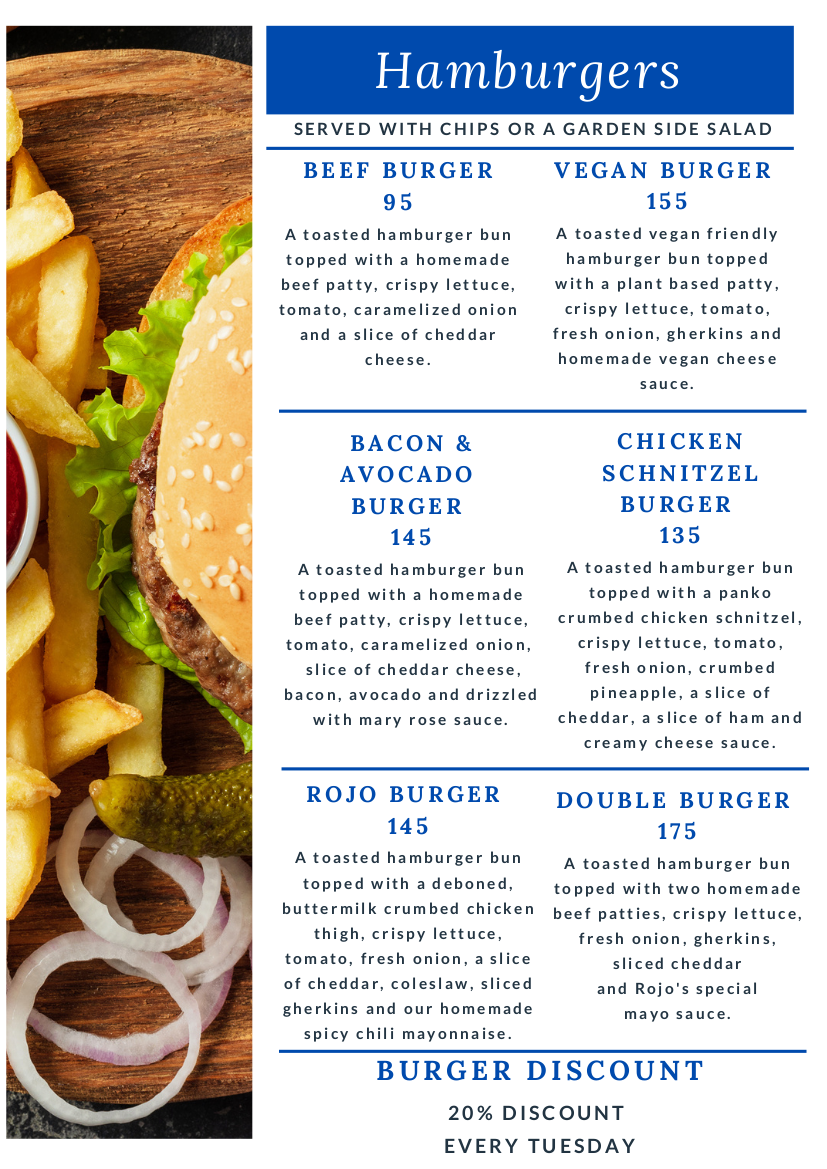 Hamburgers
SERVED WITH CHIPS OR A GARDEN SIDE SALAD
BEEF BURGER
95
A toasted hamburger bun
topped with a homemade
beef patty, crispy lettuce,
tomato, caramelized onion
and a slice of cheddar
cheese.
VEGAN BURGER
155
A toasted vegan friendly
hamburger bun topped
with a plant based patty,
crispy lettuce, tomato,
fresh onion, gherkins and
homemade vegan cheese
sauce.
BACON &
AVOCADO
BURGER
145
A toasted hamburger bun
topped with a homemade
beef patty, crispy lettuce,
tomato, caramelized onion,
slice of cheddar cheese,
bacon, avocado and drizzled
with mary rose sauce.
CHICKEN
SCHNITZEL
BURGER
135
A toasted hamburger bun
topped with a panko
crumbed chicken schnitzel,
crispy lettuce, tomato,
fresh onion, crumbed
pineapple, a slice of
cheddar, a slice of ham and
creamy cheese sauce.
ROJO BURGER
145
A toasted hamburger bun
topped with a deboned,
buttermilk crumbed chicken
thigh, crispy lettuce,
tomato, fresh onion, a slice
of cheddar, coleslaw, sliced
gherkins and our homemade
spicy chili mayonnaise.
DOUBLE BURGER
175
A toasted hamburger bun
topped with two homemade
beef patties, crispy lettuce,
fresh onion, gherkins,
sliced cheddar
and Rojo's special
mayo sauce.
BURGER DISCOUNT
20% DISCOUNT
EVERY TUESDAY